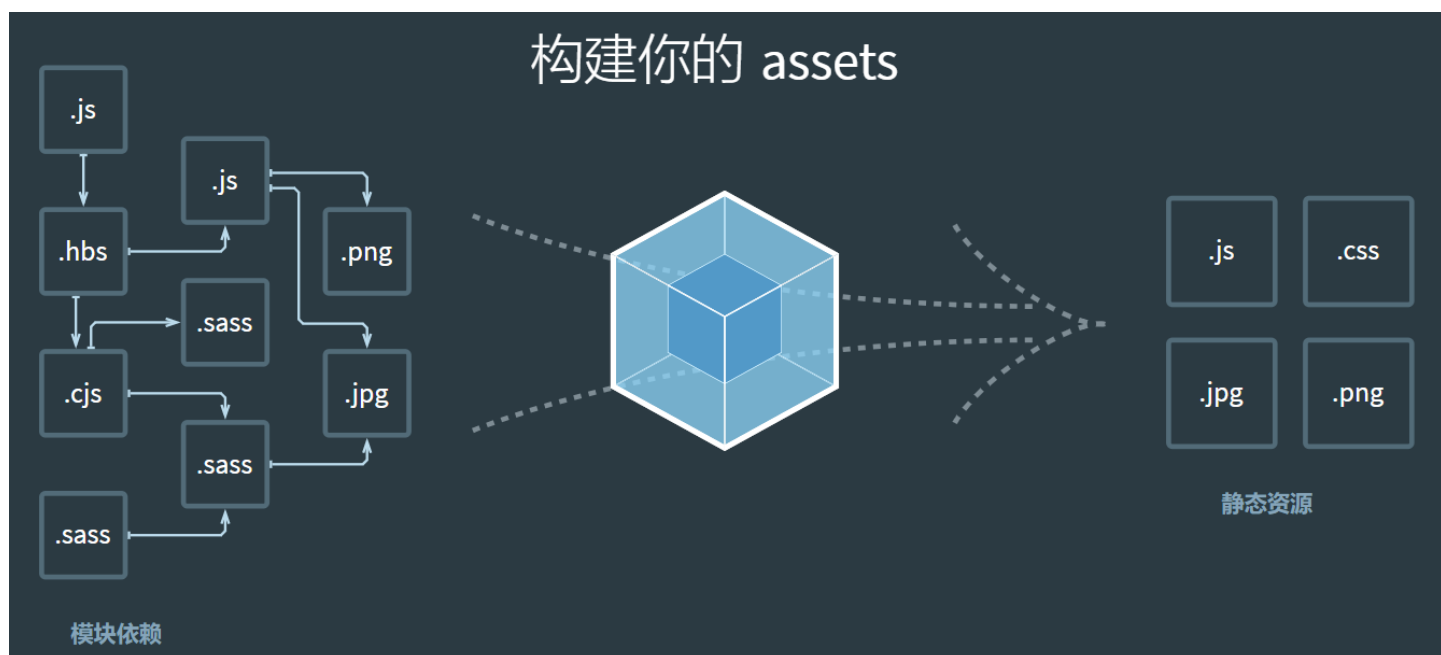 构建你的 assets
.js
.js
.hbs
.png
.sass
.cjs
.jpg
.sass
.sass
模块依赖
.js
.css
.jpg
.png
静态资源